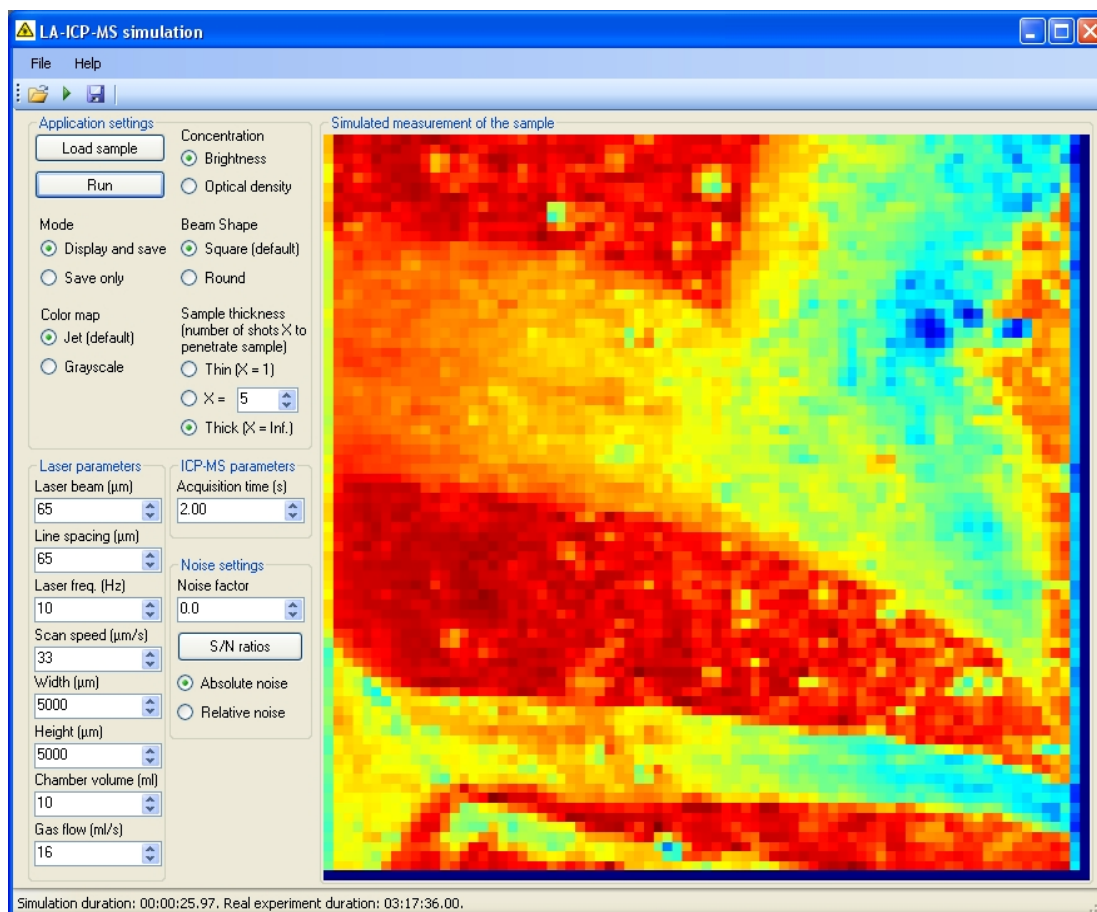 LA-ICP-MS simulation
File Help
Application settings
Load sample
Run
Concentration
Brightness
Optical density
Mode
Display and save
Save only
Beam Shape
Square (default)
Round
Color map
Jet (default)
Grayscale
Sample thickness
(number of shots X to
penetrate sample)
Thin (X = 1)
X = 5
Thick (X = Inf.)
Laser parameters
Laser beam (µm)
65
Line spacing (µm)
65
Laser freq. (Hz)
10
Scan speed (µm/s)
33
Width (µm)
5000
Height (µm)
5000
Chamber volume (ml)
10
Gas flow (ml/s)
16
ICP-MS parameters
Acquisition time (s)
2.00
Noise settings
Noise factor
0.0
S/N ratios
Absolute noise
Relative noise
Simulated measurement of the sample
Simulation duration: 00:00:25.97. Real experiment duration: 03:17:36.00.